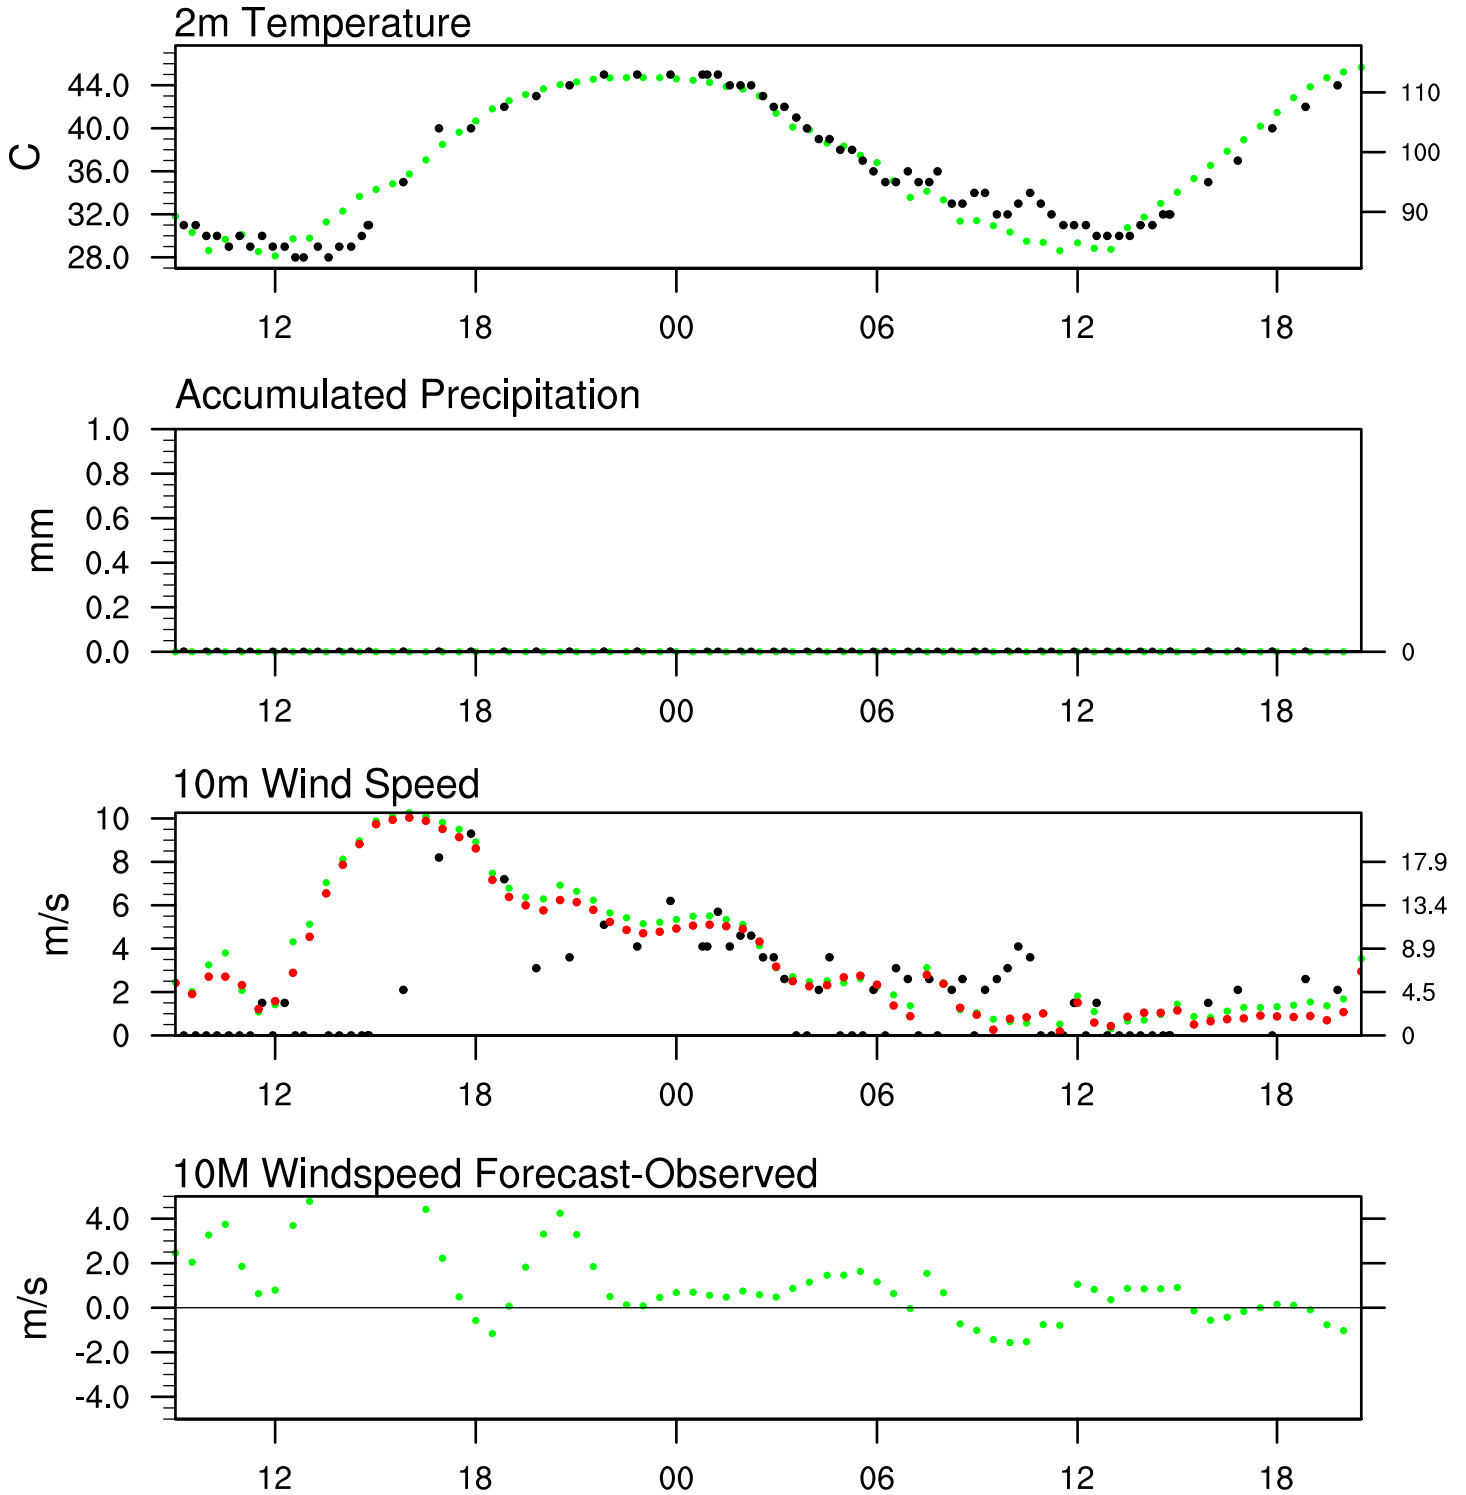 2m Temperature
C
44.0
40.0
36.0
32.0
28.0
110
100
90
12 18 00 06 12 18
Accumulated Precipitation
mm
1.0
0.8
0.6
0.4
0.2
0.0
0
12 18 00 06 12 18
10m Wind Speed
m/s
10
8
6
4
2
0
17.9
13.4
8.9
4.5
0
12 18 00 06 12 18
10M Windspeed Forecast-Observed
m/s
4.0
2.0
0.0
-2.0
-4.0
12 18 00 06 12 18